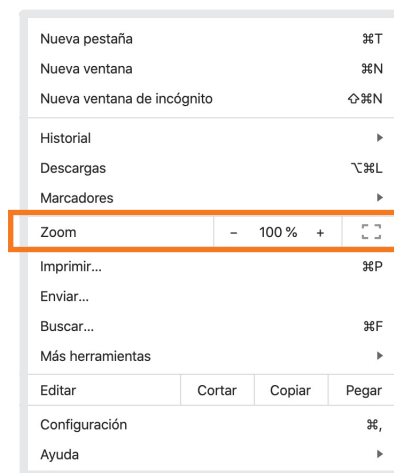 Nueva pestaña ⌘T
Nueva ventana ⌘N
Nueva ventana de incógnito ⇧⌘N
Historial
Descargas ⌥⌘L
Marcadores
Zoom − 100 % +
Imprimir... ⌘P
Enviar...
Buscar... ⌘F
Más herramientas
Editar Cortar Copiar Pegar
Configuración ⌘,
Ayuda